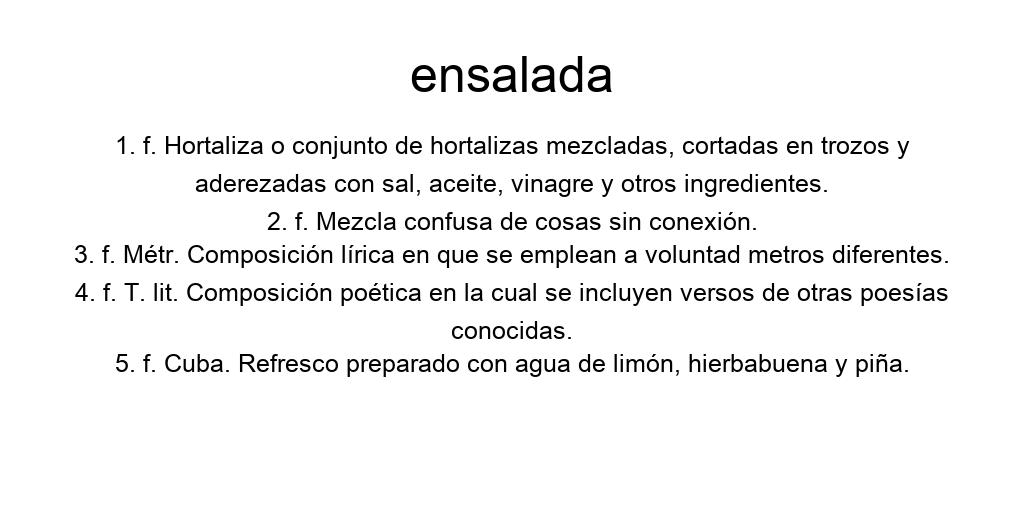 ensalada
1. f. Hortaliza o conjunto de hortalizas mezcladas, cortadas en trozos y
aderezadas con sal, aceite, vinagre y otros ingredientes.
2. f. Mezcla confusa de cosas sin conexión.
3. f. Métr. Composición lírica en que se emplean a voluntad metros diferentes.
4. f. T. lit. Composición poética en la cual se incluyen versos de otras poesías
conocidas.
5. f. Cuba. Refresco preparado con agua de limón, hierbabuena y piña.